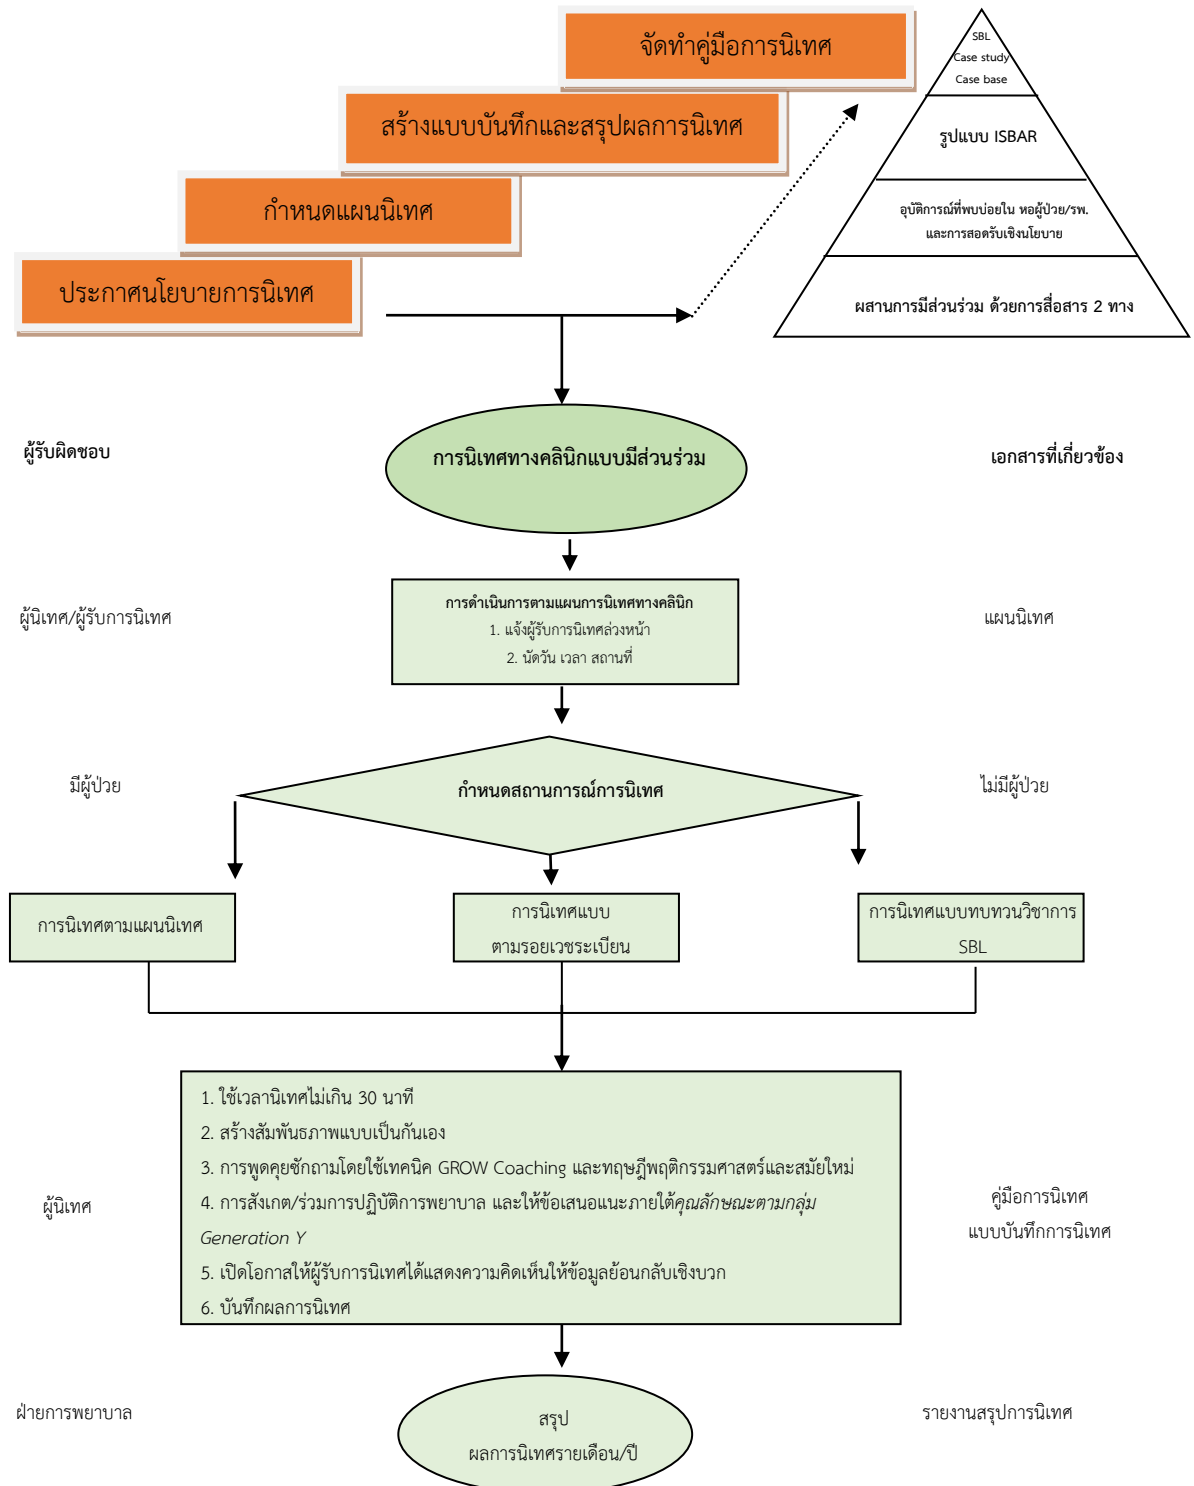 จัดทำคู่มือการนิเทศ
สร้างแบบบันทึกและสรุปผลการนิเทศ
กำหนดแผนนิเทศ
ประกาศนโยบายการนิเทศ
SBL
Case study
Case base
รูปแบบ ISBAR
อุบัติการณ์ที่พบบ่อยใน หอผู้ป่วย/รพ.
และการสอดรับเชิงนโยบาย
ผสานการมีส่วนร่วม ด้วยการสื่อสาร 2 ทาง
ผู้รับผิดชอบ
การนิเทศทางคลินิกแบบมีส่วนร่วม
เอกสารที่เกี่ยวข้อง
ผู้นิเทศ/ผู้รับการนิเทศ
การดำเนินการตามแผนการนิเทศทางคลินิก
1. แจ้งผู้รับการนิเทศล่วงหน้า
2. นัดวัน เวลา สถานที่
แผนนิเทศ
มีผู้ป่วย
กำหนดสถานการณ์การนิเทศ
ไม่มีผู้ป่วย
การนิเทศตามแผนนิเทศ
การนิเทศแบบ
ตามรอยเวชระเบียน
การนิเทศแบบทบทวนวิชาการ
SBL
1. ใช้เวลานิเทศไม่เกิน 30 นาที
2. สร้างสัมพันธภาพแบบเป็นกันเอง
3. การพูดคุยซักถามโดยใช้เทคนิค GROW Coaching และทฤษฎีพฤติกรรมศาสตร์และสมัยใหม่
4. การสังเกต/ร่วมการปฏิบัติการพยาบาล และให้ข้อเสนอแนะภายใต้คุณลักษณะตามกลุ่ม
Generation Y
5. เปิดโอกาสให้ผู้รับการนิเทศได้แสดงความคิดเห็นให้ข้อมูลย้อนกลับเชิงบวก
6. บันทึกผลการนิเทศ
ผู้นิเทศ
คู่มือการนิเทศ
แบบบันทึกการนิเทศ
ฝ่ายการพยาบาล
สรุป
ผลการนิเทศรายเดือน/ปี
รายงานสรุปการนิเทศ